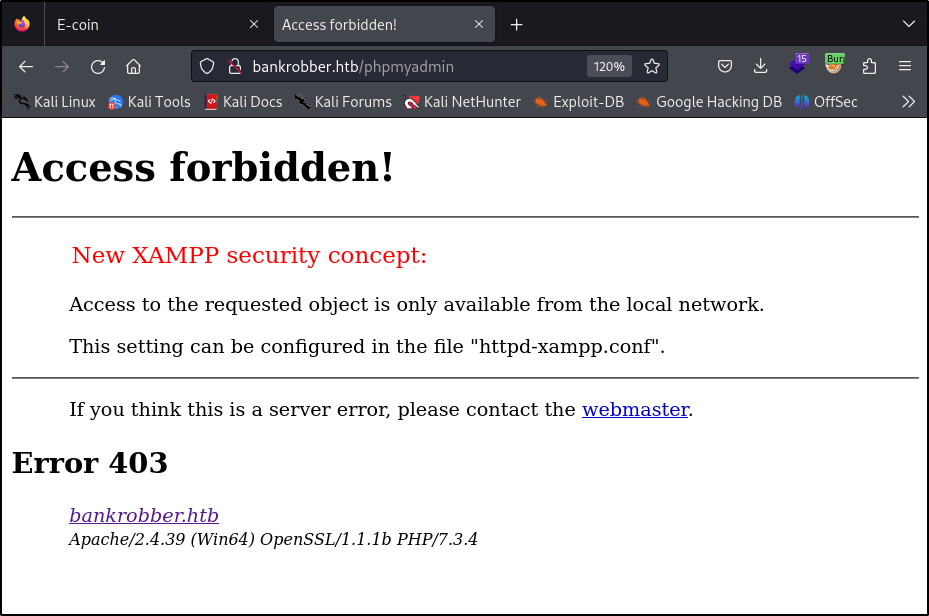 E-coin
Access forbidden!
bankrobber.htb/phpmyadmin
120%
15
Bur
Kali Linux
Kali Tools
Kali Docs
Kali Forums
Kali NetHunter
Exploit-DB
Google Hacking DB
OffSec
Access forbidden!
New XAMPP security concept:
Access to the requested object is only available from the local network.
This setting can be configured in the file "httpd-xampp.conf".
If you think this is a server error, please contact the webmaster.
Error 403
bankrobber.htb
Apache/2.4.39 (Win64) OpenSSL/1.1.1b PHP/7.3.4